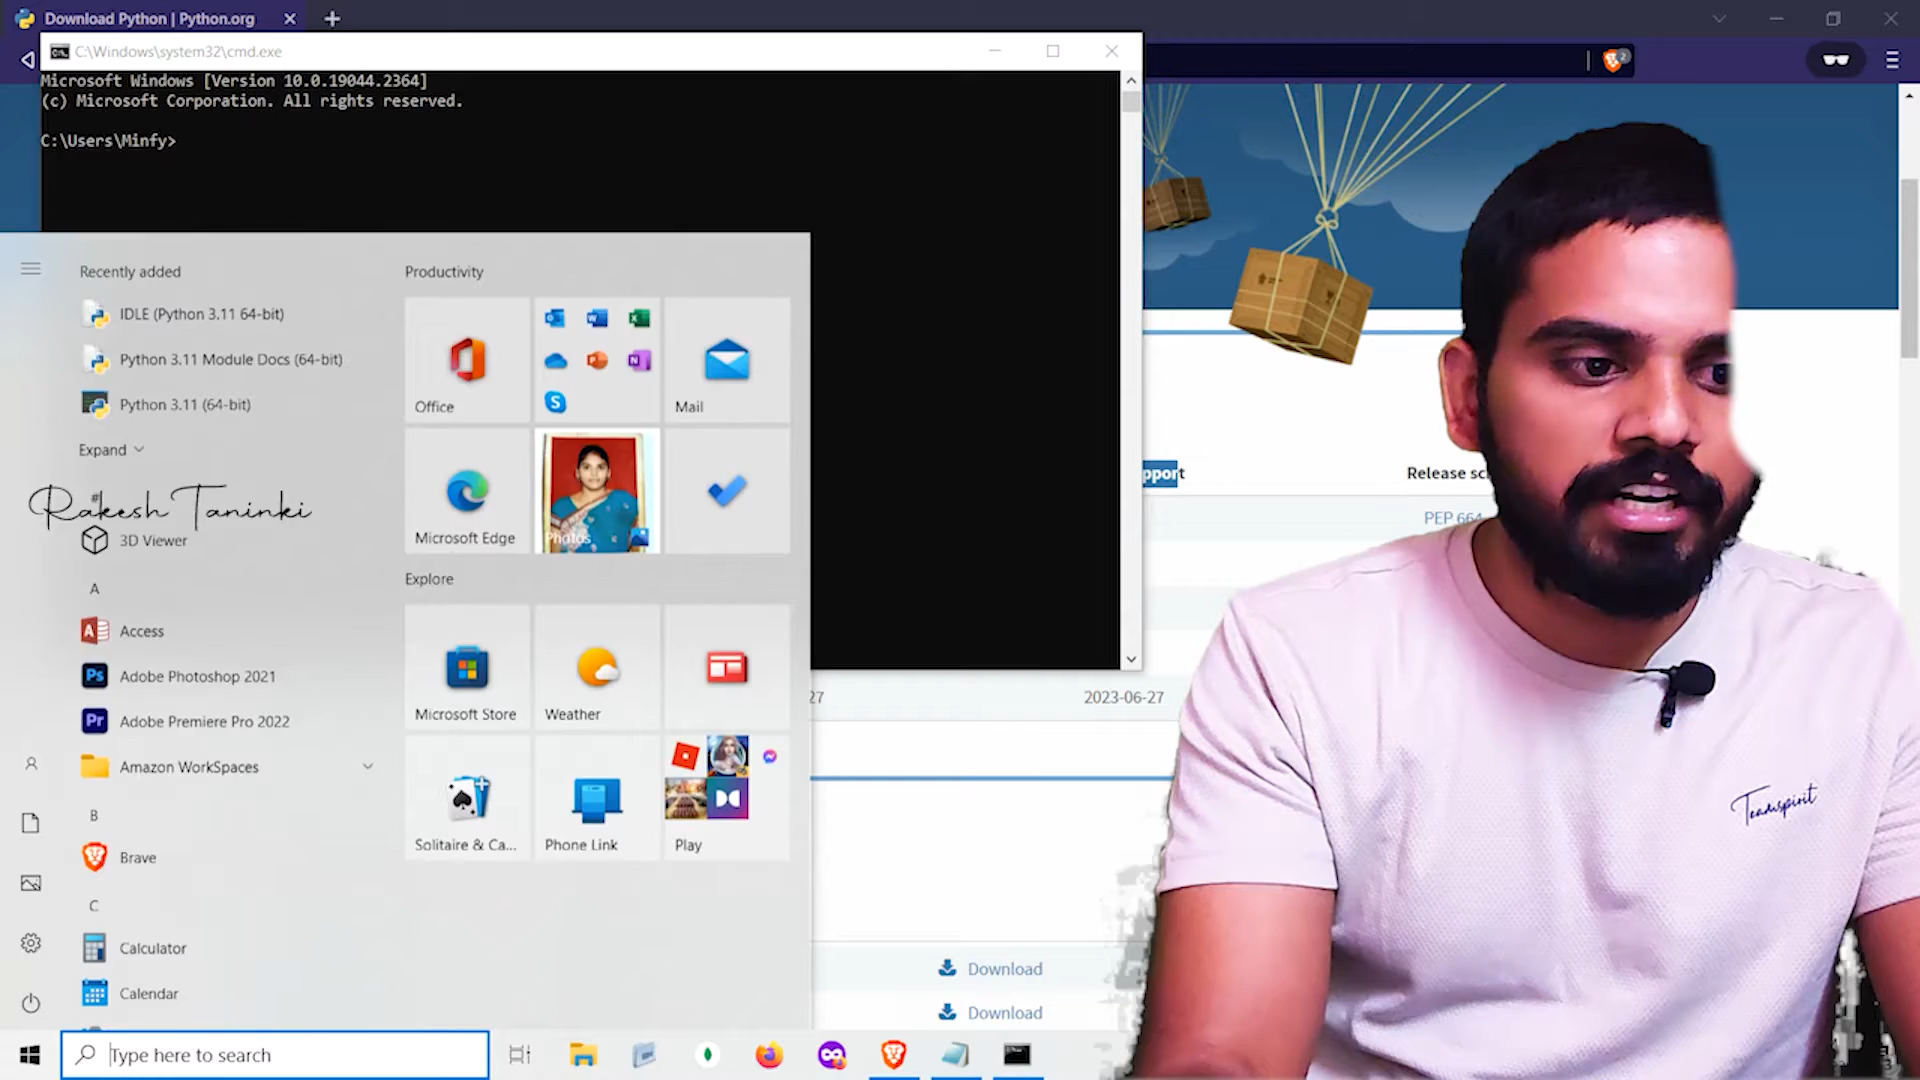 Download Python | Python.org
C:\Windows\system32\cmd.exe
Microsoft Windows [Version 10.0.19044.2364]
(c) Microsoft Corporation. All rights reserved.
C:\Users\Minfy>
Recently added
IDLE (Python 3.11 64-bit)
Python 3.11 Module Docs (64-bit)
Python 3.11 (64-bit)
Expand
#
Rakesh Taninki
3D Viewer
A
Access
Adobe Photoshop 2021
Adobe Premiere Pro 2022
Amazon WorkSpaces
B
Brave
C
Calculator
Calendar
Productivity
Office
Mail
Microsoft Edge
Photos
Explore
Microsoft Store
Weather
Solitaire & Ca...
Phone Link
Play
pport
Release sc
PEP 664
27
2023-06-27
Download
Download
Teamspirit
Type here to search